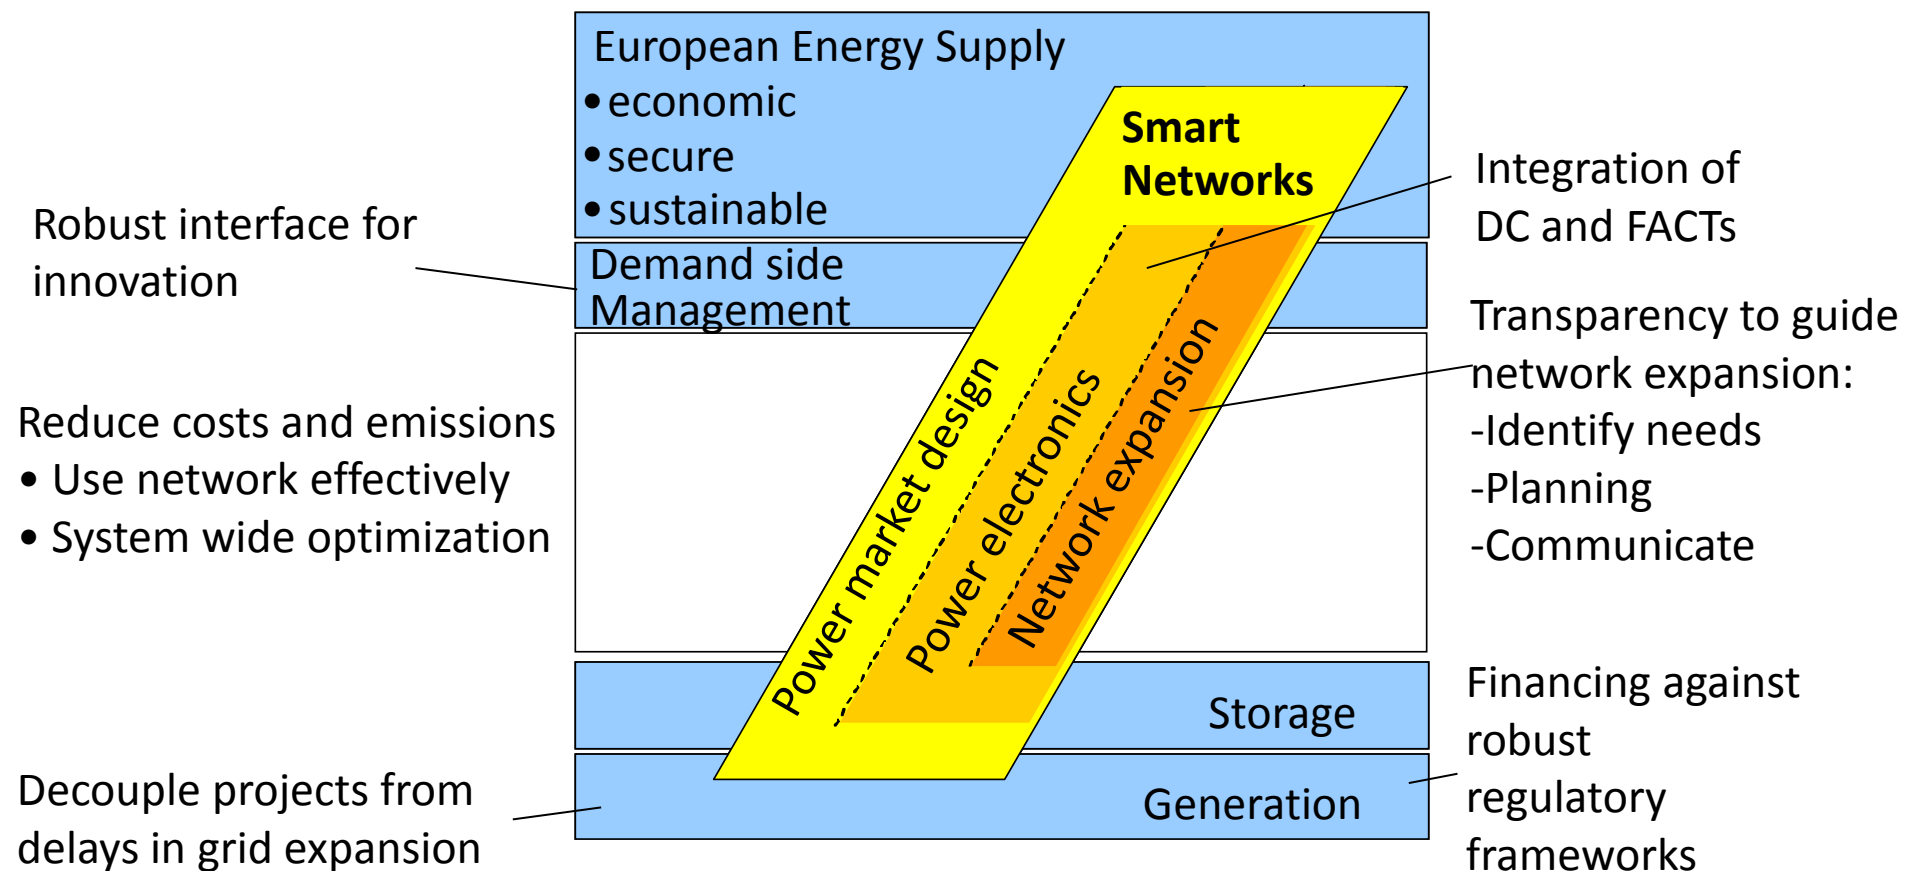 European Energy Supply
• economic
• secure
• sustainable
Smart
Networks
Robust interface for
innovation
Demand side
Management
Integration of
DC and FACTs
Reduce costs and emissions
• Use network effectively
• System wide optimization
Power market design
Power electronics
Network expansion
Transparency to guide
network expansion:
-Identify needs
-Planning
-Communicate
Storage
Generation
Decouple projects from
delays in grid expansion
Financing against
robust
regulatory
frameworks